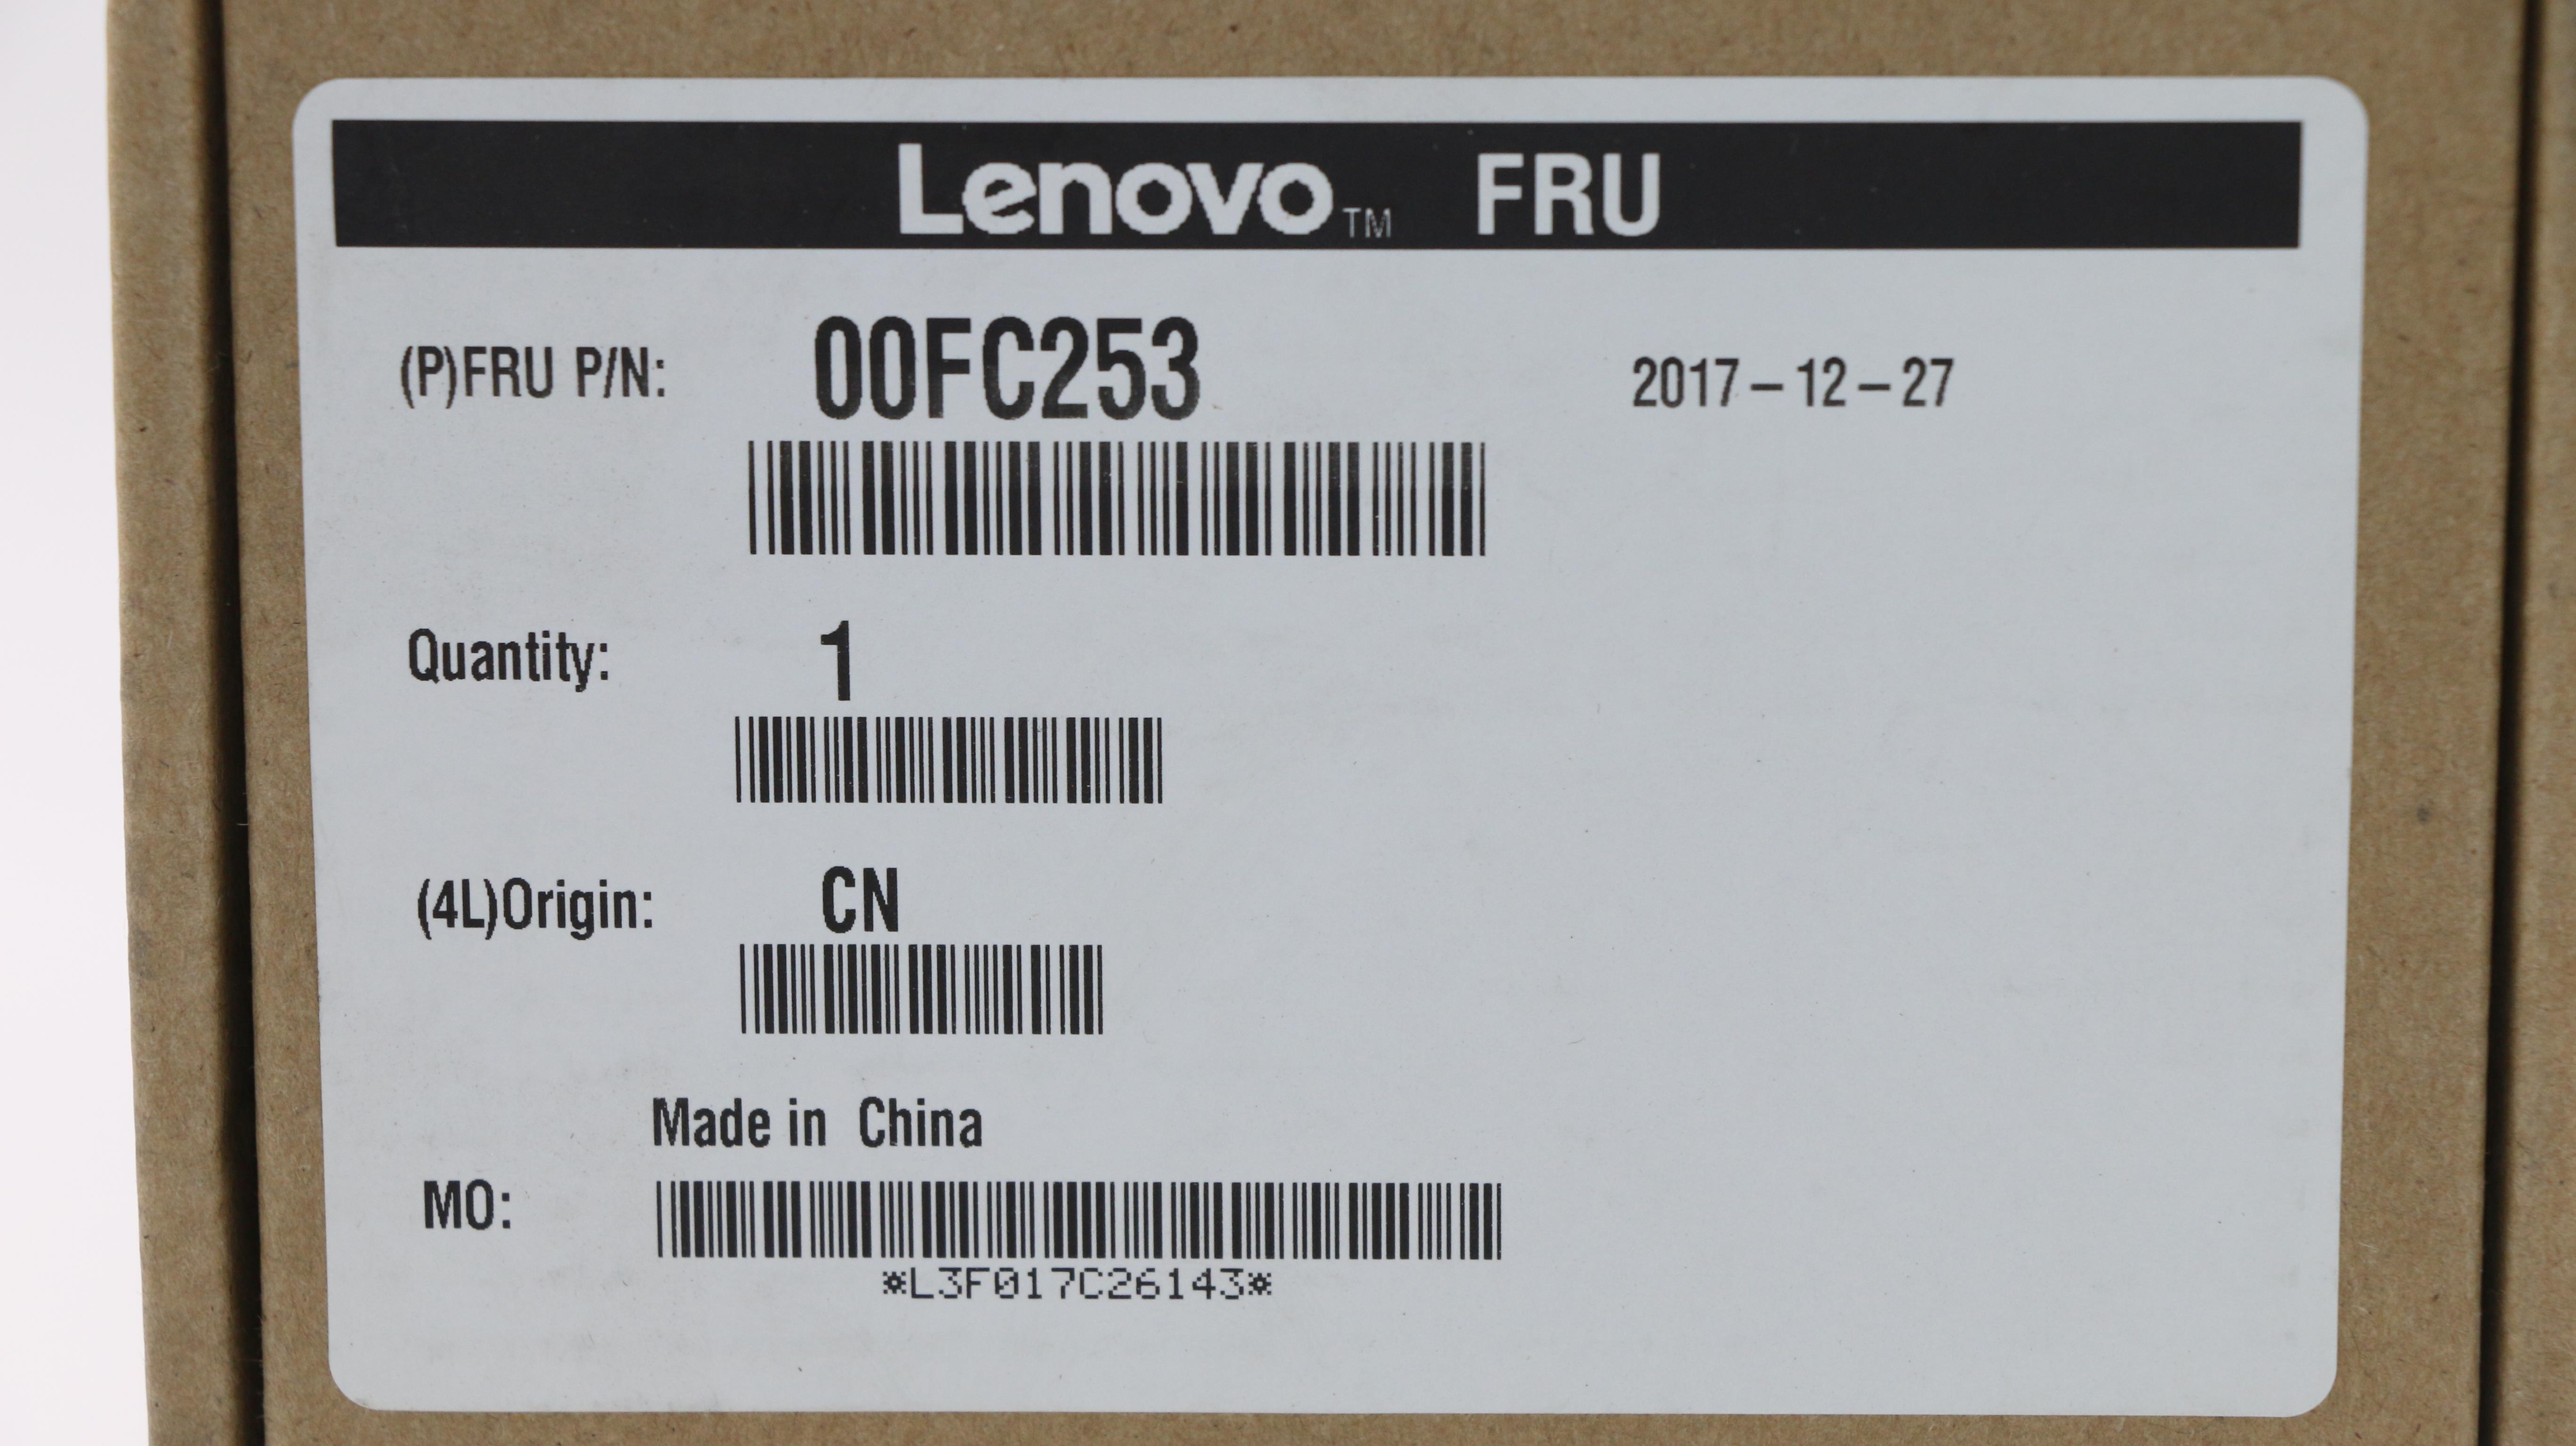 Lenovo™ FRU
(P)FRU P/N: 00FC253 2017-12-27
Quantity: 1
(4L)Origin: CN
Made in China
MO:
*L3F017C26143*